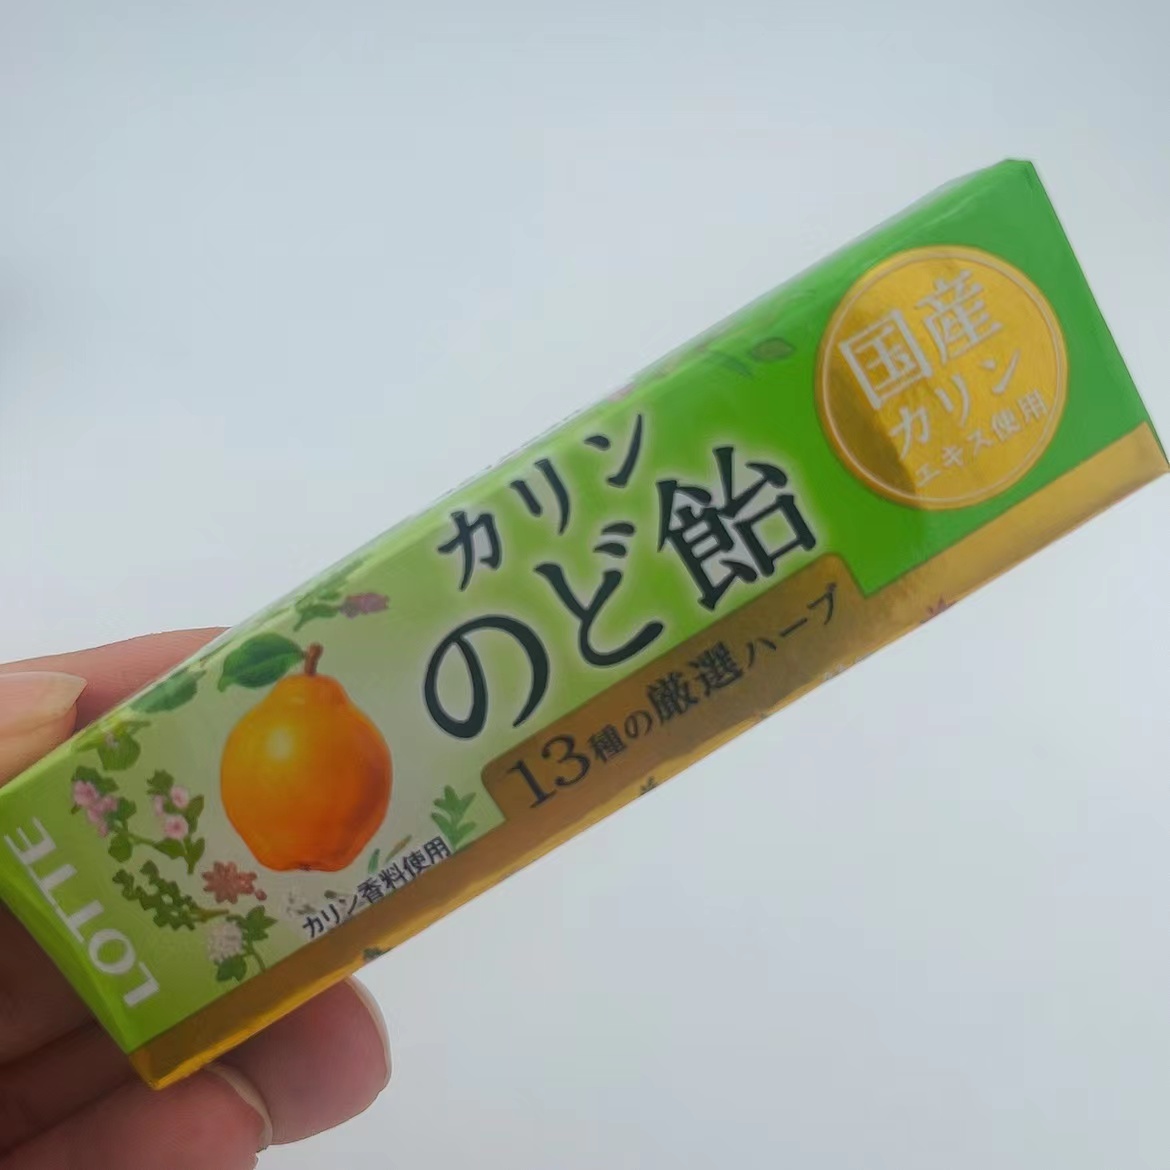 国産
カリン
エキス使用
カリン
のど飴
13種の厳選ハーブ
カリン香料使用
LOTTE